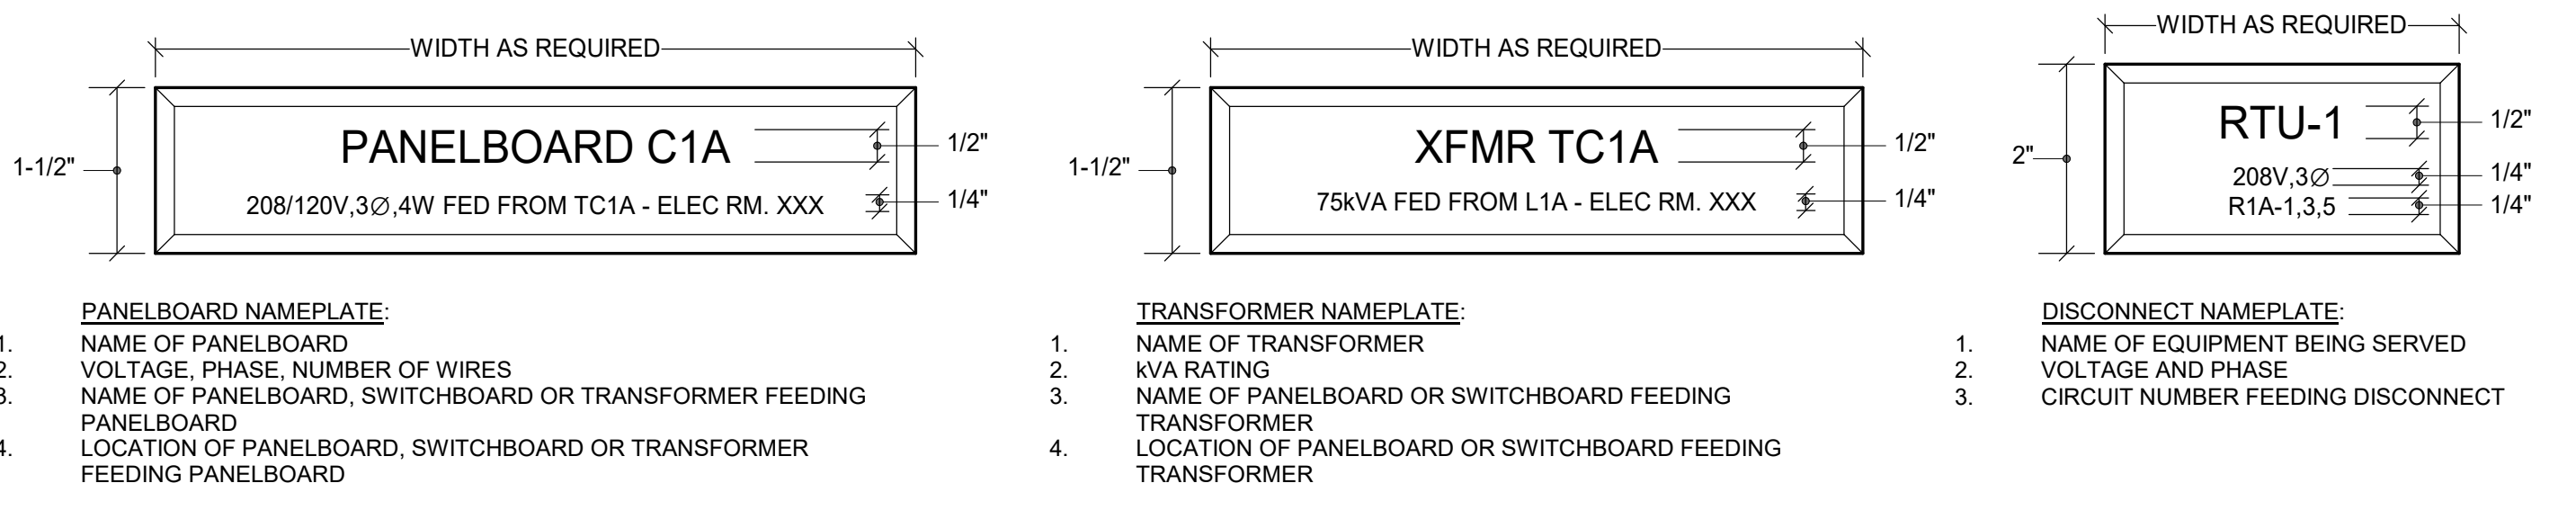 WIDTH AS REQUIRED
1-1/2"
PANELBOARD C1A
1/2"
208/120V,3∅,4W FED FROM TC1A - ELEC RM. XXX
1/4"
PANELBOARD NAMEPLATE:
1. NAME OF PANELBOARD
2. VOLTAGE, PHASE, NUMBER OF WIRES
3. NAME OF PANELBOARD, SWITCHBOARD OR TRANSFORMER FEEDING
PANELBOARD
4. LOCATION OF PANELBOARD, SWITCHBOARD OR TRANSFORMER
FEEDING PANELBOARD
WIDTH AS REQUIRED
1-1/2"
XFMR TC1A
1/2"
75kVA FED FROM L1A - ELEC RM. XXX
1/4"
TRANSFORMER NAMEPLATE:
1. NAME OF TRANSFORMER
2. kVA RATING
3. NAME OF PANELBOARD OR SWITCHBOARD FEEDING
TRANSFORMER
4. LOCATION OF PANELBOARD OR SWITCHBOARD FEEDING
TRANSFORMER
WIDTH AS REQUIRED
2"
RTU-1
1/2"
208V,3∅
1/4"
R1A-1,3,5
1/4"
DISCONNECT NAMEPLATE:
1. NAME OF EQUIPMENT BEING SERVED
2. VOLTAGE AND PHASE
3. CIRCUIT NUMBER FEEDING DISCONNECT